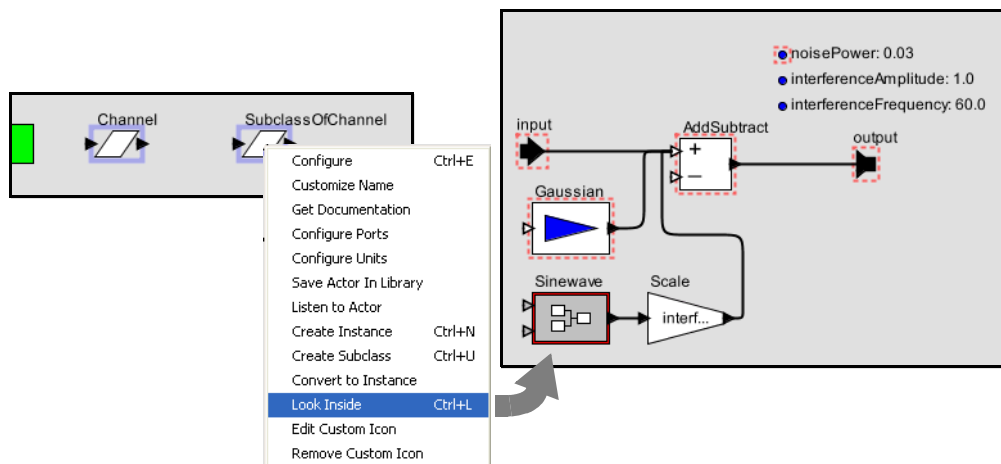 Channel
SubclassOfChannel
Configure Ctrl+E
Customize Name
Get Documentation
Configure Ports
Configure Units
Save Actor In Library
Listen to Actor
Create Instance Ctrl+N
Create Subclass Ctrl+U
Convert to Instance
Look Inside Ctrl+L
Edit Custom Icon
Remove Custom Icon
noisePower: 0.03
interferenceAmplitude: 1.0
interferenceFrequency: 60.0
input
AddSubtract
output
+
–
Gaussian
Sinewave
Scale
interf...